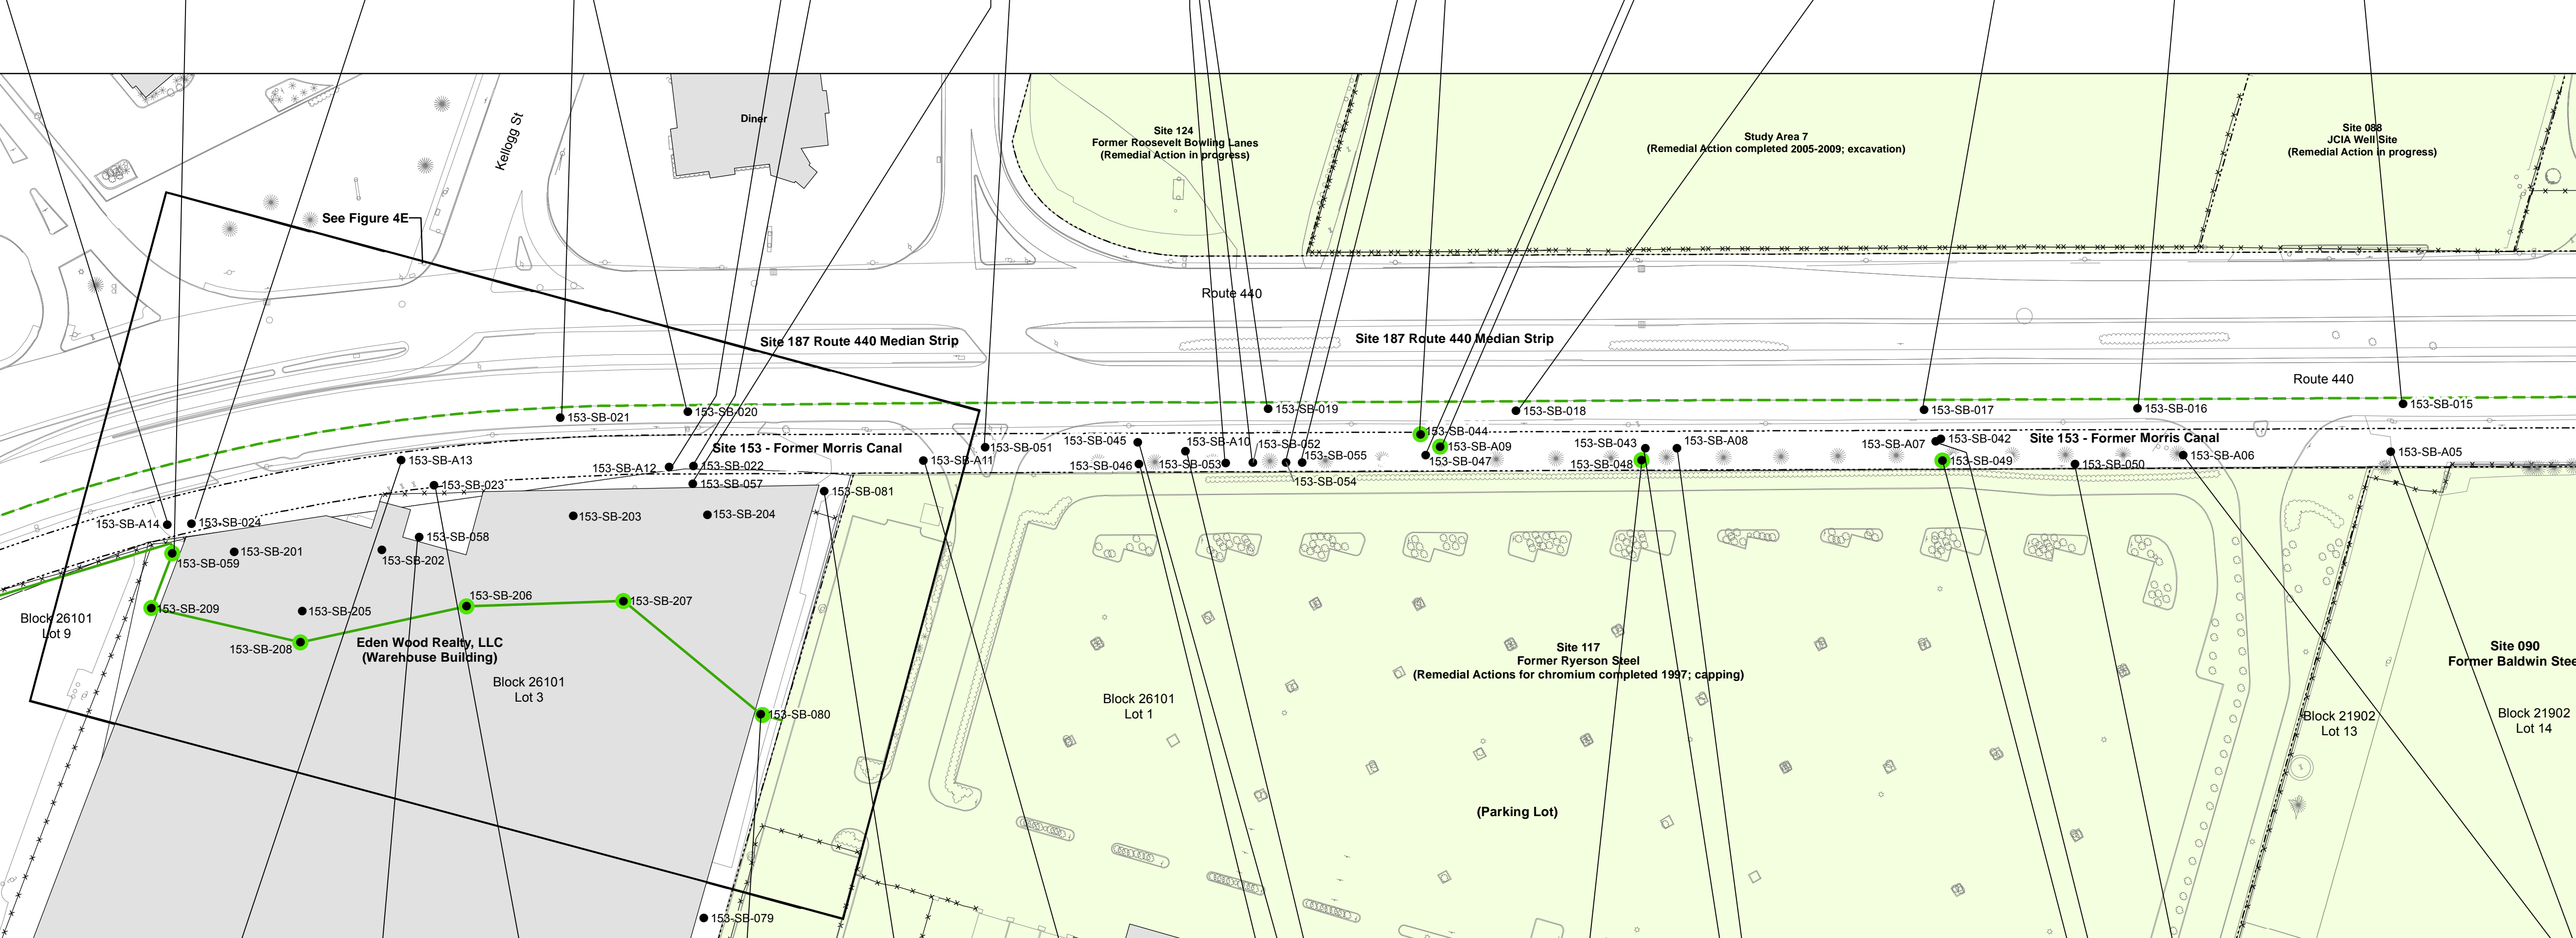 Kellogg St
Diner
Site 124
Former Roosevelt Bowling Lanes
(Remedial Action in progress)
Study Area 7
(Remedial Action completed 2005-2009; excavation)
Site 088
JCIA Well Site
(Remedial Action in progress)
See Figure 4E
Route 440
Site 187 Route 440 Median Strip
Site 187 Route 440 Median Strip
Route 440
153-SB-021
153-SB-020
153-SB-019
153-SB-018
153-SB-017
153-SB-016
153-SB-015
153-SB-044
Site 153 - Former Morris Canal
153-SB-051
153-SB-045
153-SB-A10
153-SB-052
153-SB-A09
153-SB-043
153-SB-A08
153-SB-A07
153-SB-042
Site 153 - Former Morris Canal
153-SB-A05
153-SB-A13
153-SB-A12
153-SB-022
153-SB-A11
153-SB-046
153-SB-053
153-SB-055
153-SB-047
153-SB-048
153-SB-049
153-SB-050
153-SB-A06
153-SB-023
153-SB-057
153-SB-081
153-SB-054
153-SB-A14
153-SB-024
153-SB-203
153-SB-204
153-SB-201
153-SB-058
153-SB-059
153-SB-202
153-SB-209
153-SB-205
153-SB-206
153-SB-207
Block 26101
Lot 9
153-SB-208
Eden Wood Realty, LLC
(Warehouse Building)
Block 26101
Lot 3
153-SB-080
Block 26101
Lot 1
Site 117
Former Ryerson Steel
(Remedial Actions for chromium completed 1997; capping)
Site 090
Former Baldwin Stee
Block 21902
Lot 13
Block 21902
Lot 14
(Parking Lot)
153-SB-079